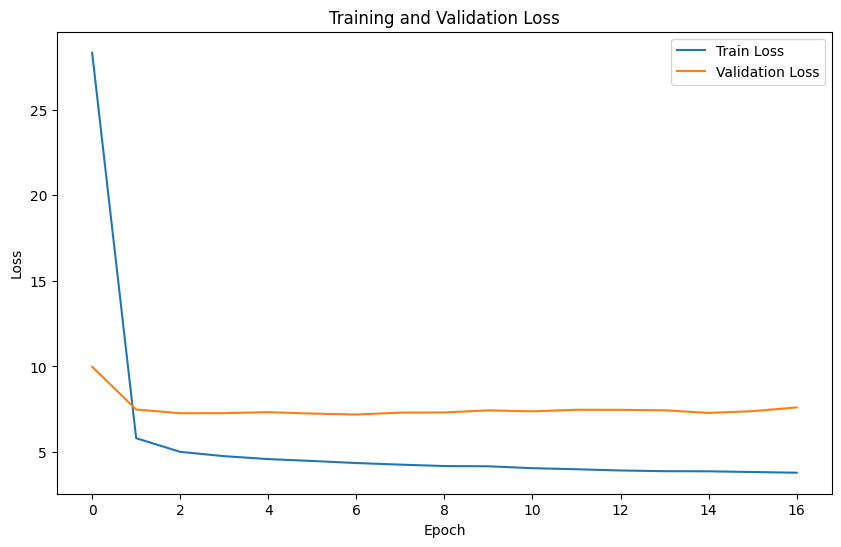 Training and Validation Loss
Train Loss
Validation Loss
25
20
15
10
5
Loss
0 2 4 6 8 10 12 14 16
Epoch